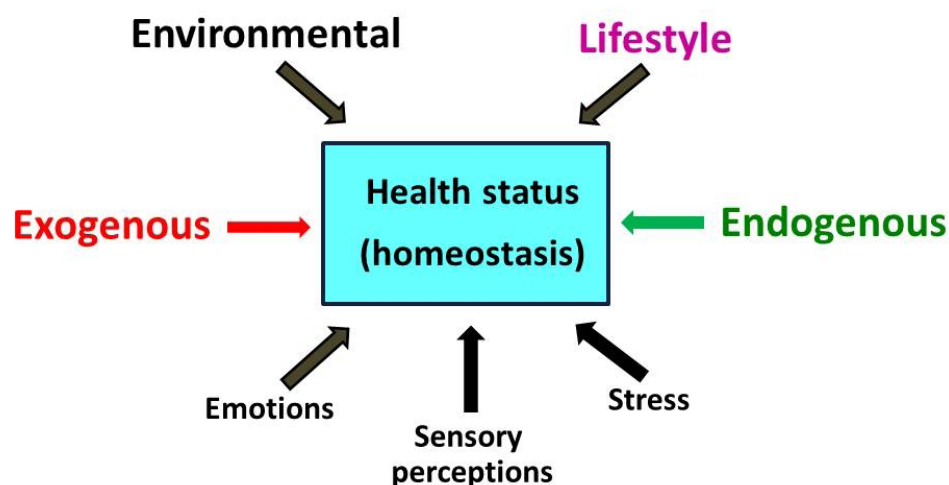 Environmental
Lifestyle
Health status
(homeostasis)
Exogenous
Endogenous
Emotions
Sensory
perceptions
Stress